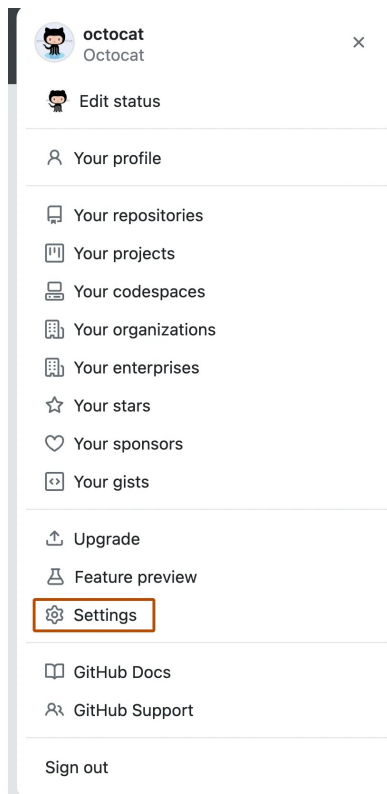 octocat
Octocat
Edit status
Your profile
Your repositories
Your projects
Your codespaces
Your organizations
Your enterprises
Your stars
Your sponsors
Your gists
Upgrade
Feature preview
Settings
GitHub Docs
GitHub Support
Sign out